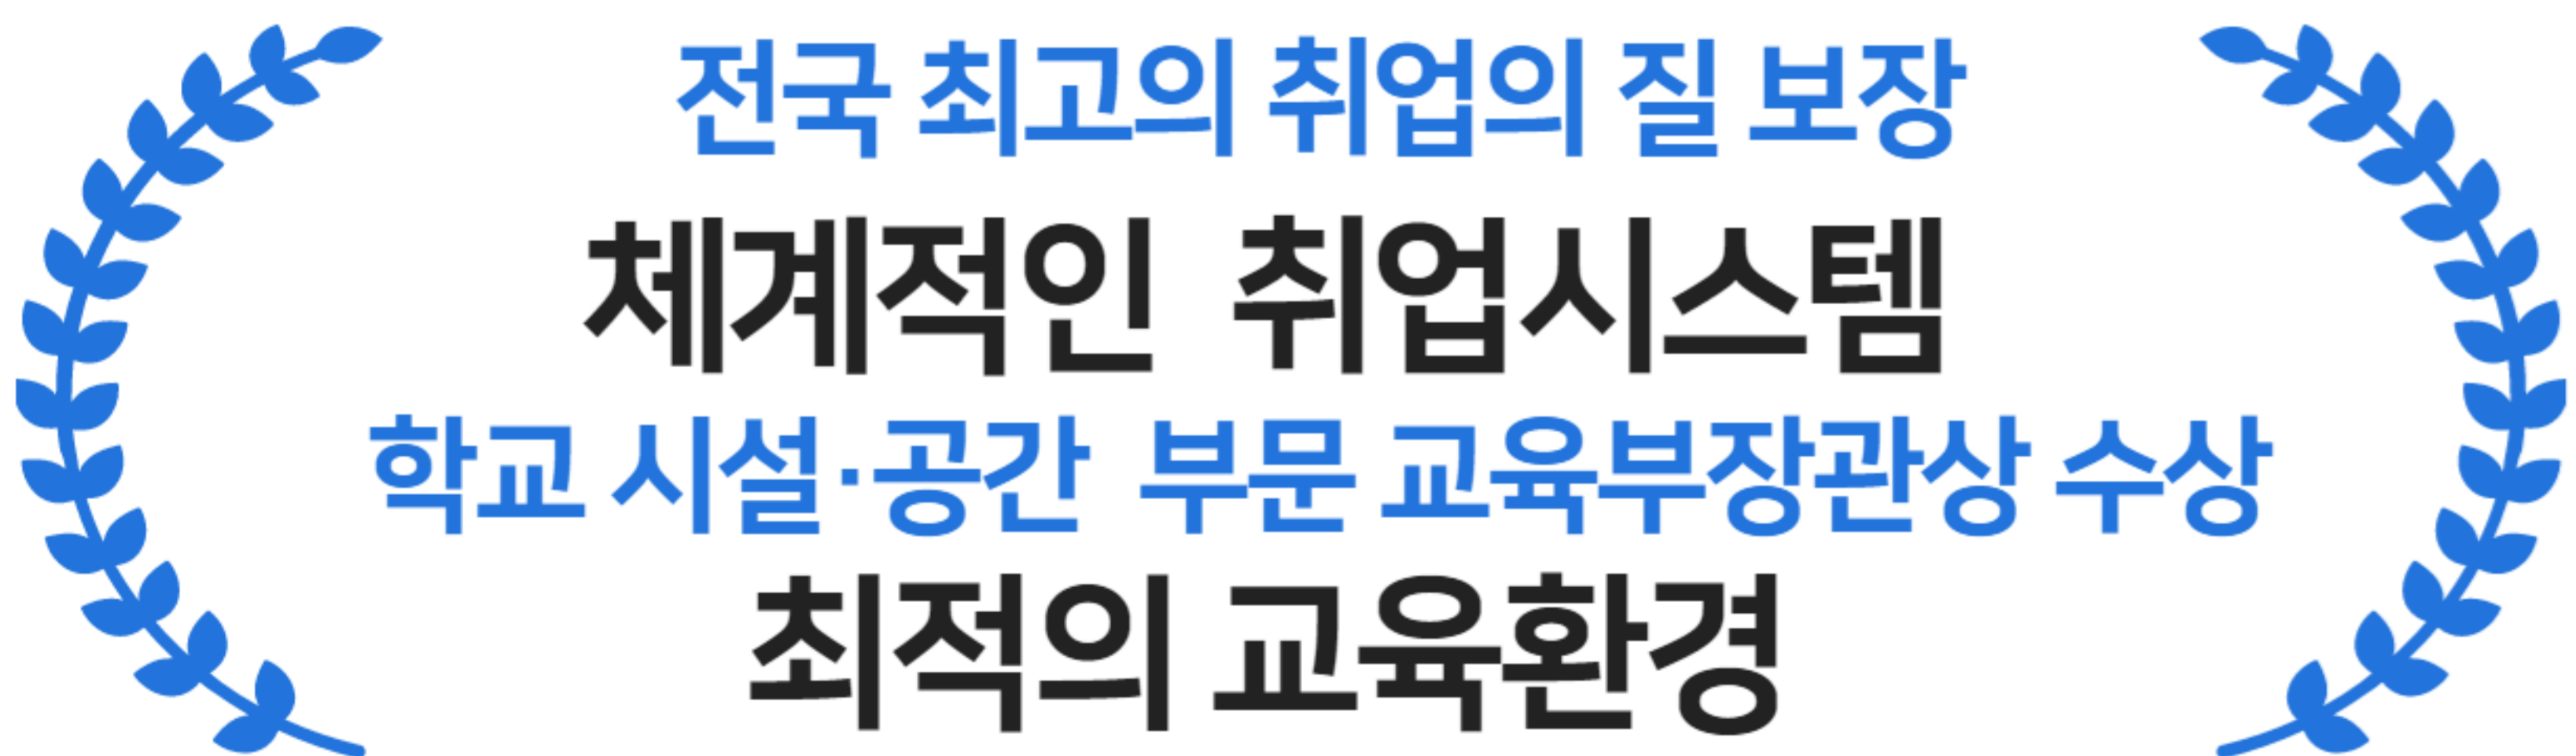 전국 최고의 취업의 질 보장
체계적인 취업시스템
학교 시설·공간 부문 교육부장관상 수상
최적의 교육환경